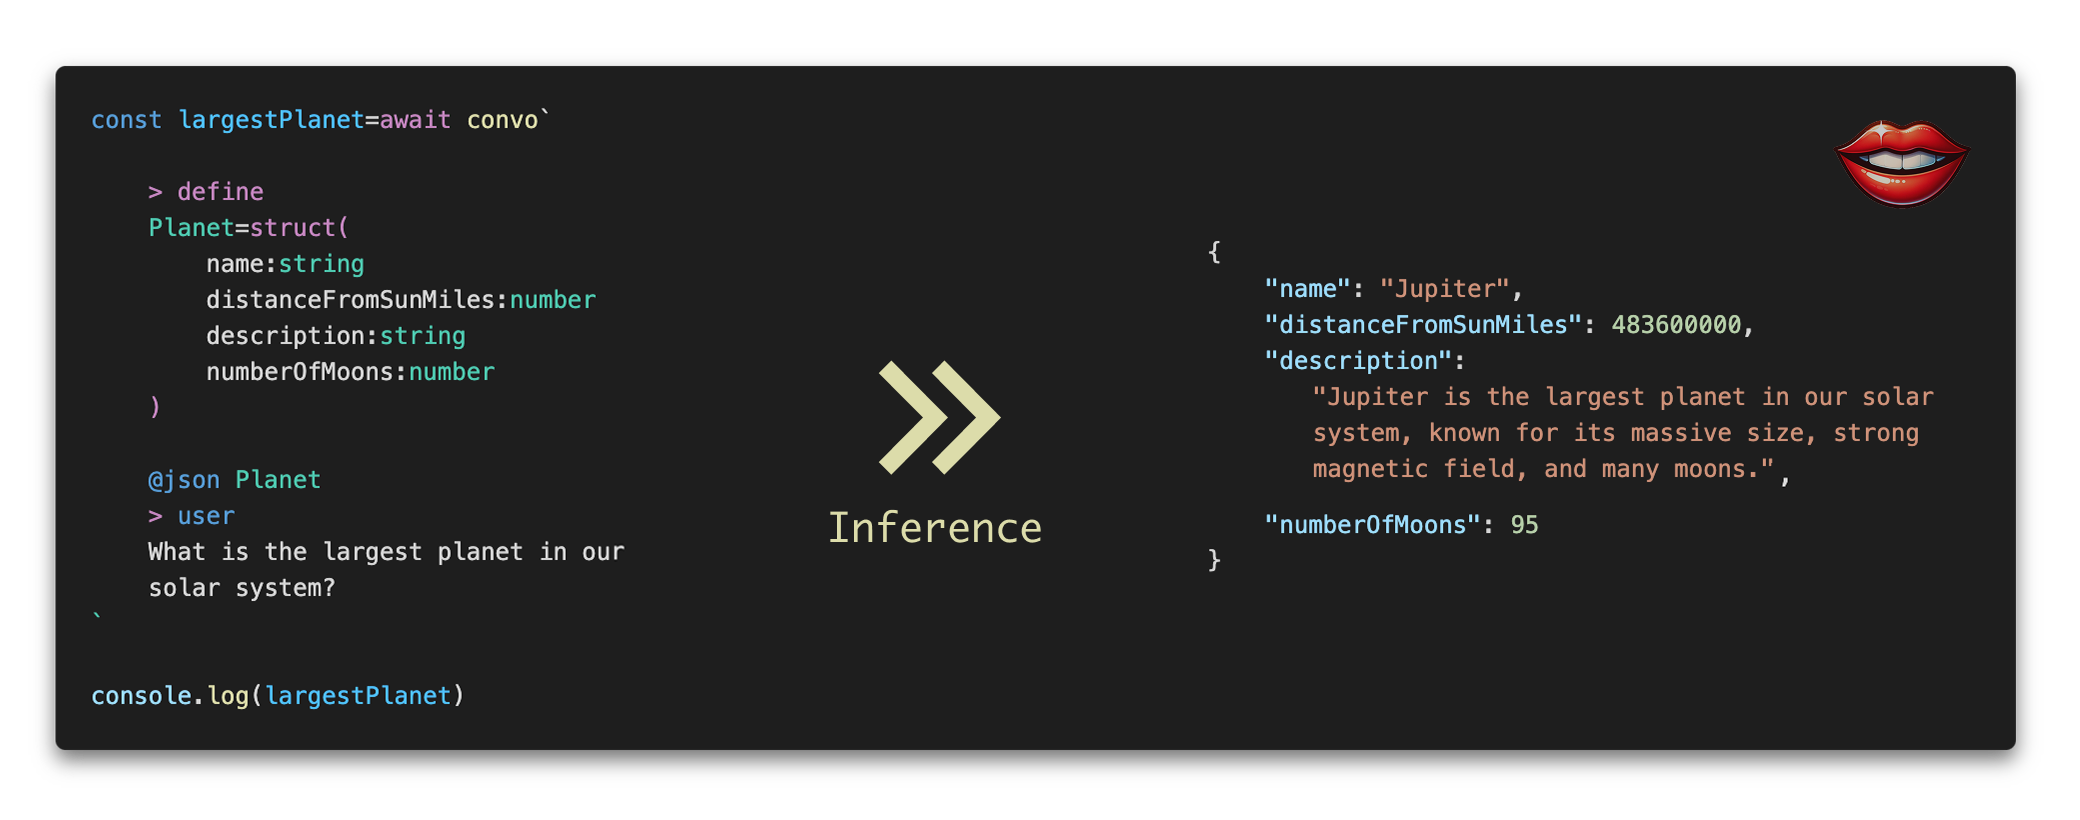 const largestPlanet=await convo`
> define
Planet=struct(
name:string
distanceFromSunMiles:number
description:string
numberOfMoons:number
)
@json Planet
> user
What is the largest planet in our
solar system?
`
console.log(largestPlanet)
Inference
{
"name": "Jupiter",
"distanceFromSunMiles": 483600000,
"description":
"Jupiter is the largest planet in our solar
system, known for its massive size, strong
magnetic field, and many moons.",
"numberOfMoons": 95
}